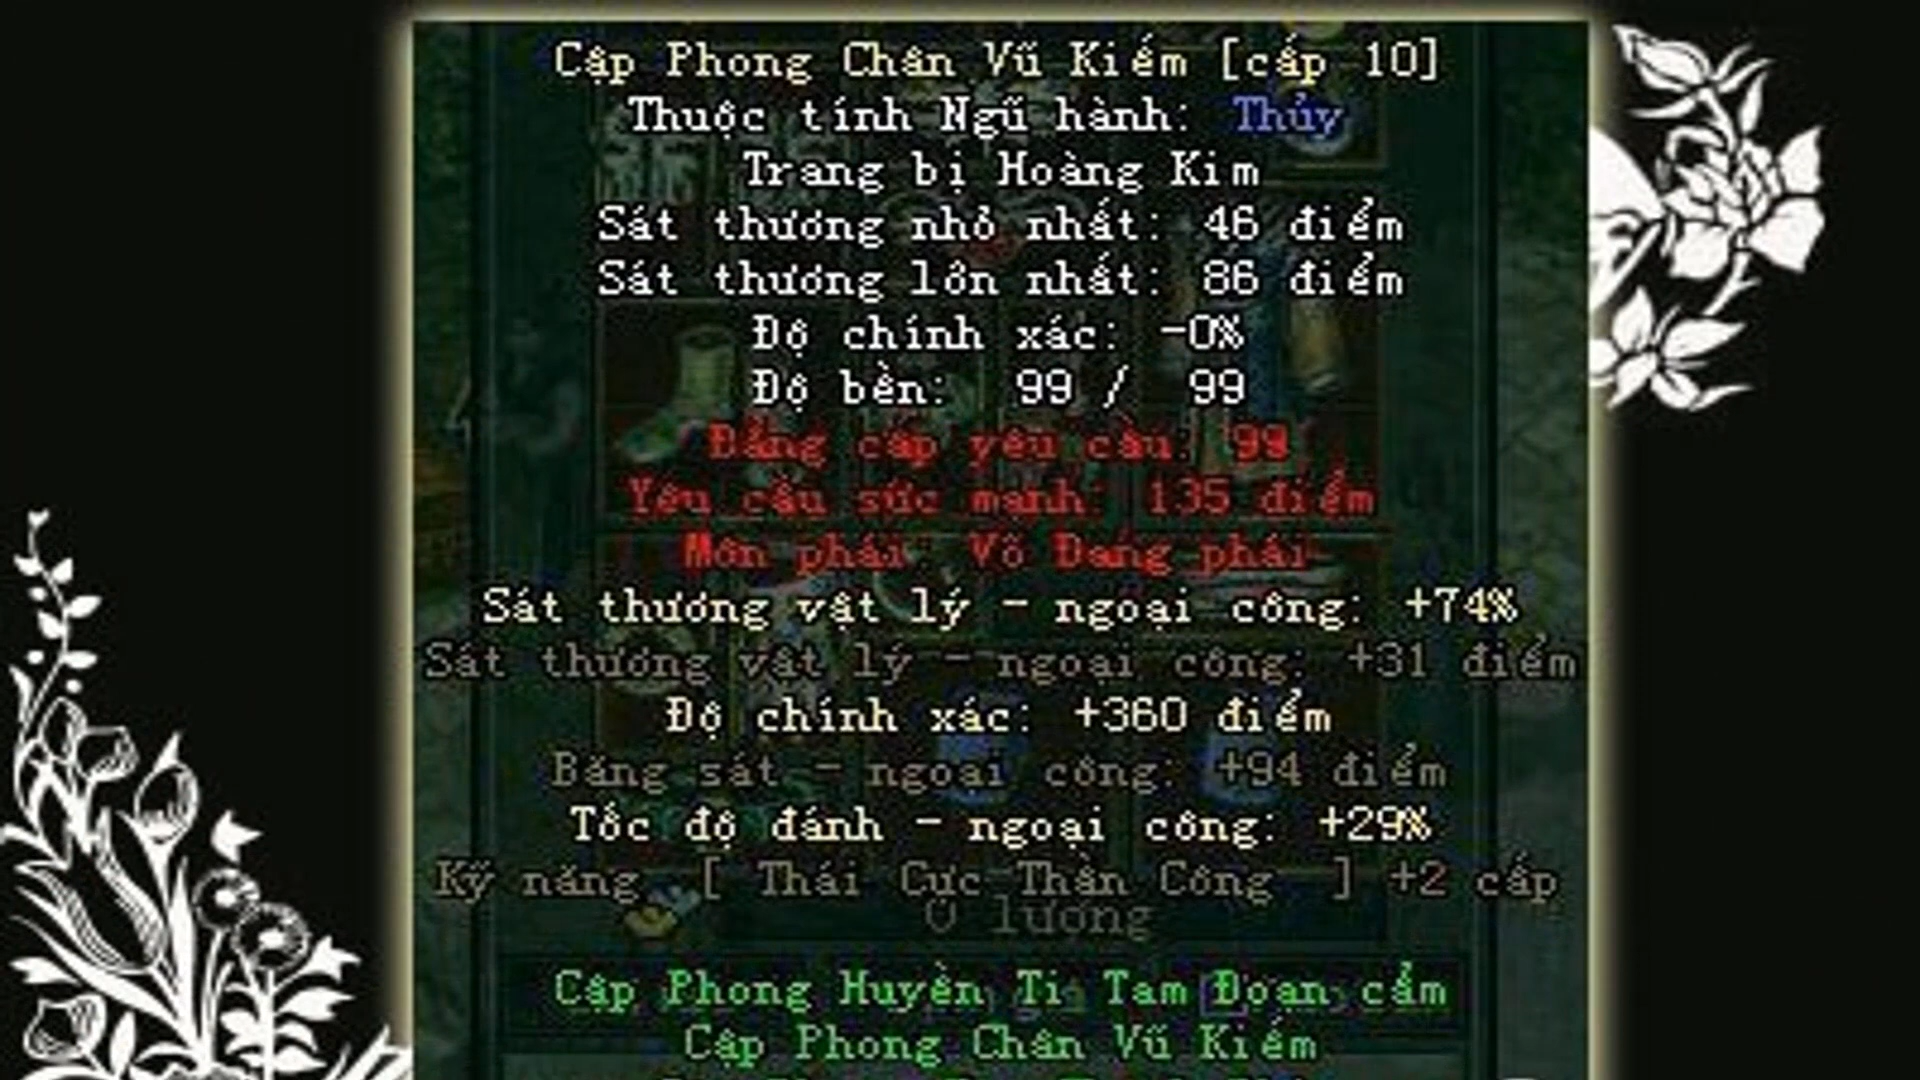 Cập Phong Chân Vũ Kiếm [cấp 10]
Thuộc tính Ngũ hành: Thủy
Trang bị Hoàng Kim
Sát thương nhỏ nhất: 46 điểm
Sát thương lớn nhất: 86 điểm
Độ chính xác: -0%
Độ bền: 99 / 99
Đẳng cấp yêu cầu: 99
Yêu cầu sức mạnh: 135 điểm
Môn phái: Võ Đang phái
Sát thương vật lý - ngoại công: +74%
Sát thương vật lý - ngoại công: +31 điểm
Độ chính xác: +360 điểm
Băng sát - ngoại công: +94 điểm
Tốc độ đánh - ngoại công: +29%
Kỹ năng [ Thái Cực Thần Công ] +2 cấp
0 lượng
Cập Phong Huyền Ti Tam Đoạn cẩm
Cập Phong Chân Vũ Kiếm